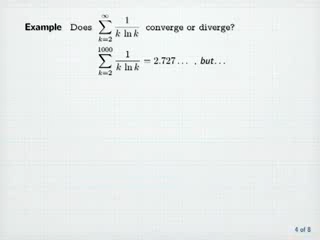 Example Does ∞∑k=2 1/(k ln k) converge or diverge?
1000∑k=2 1/(k ln k) = 2.727... , but...
4 of 8